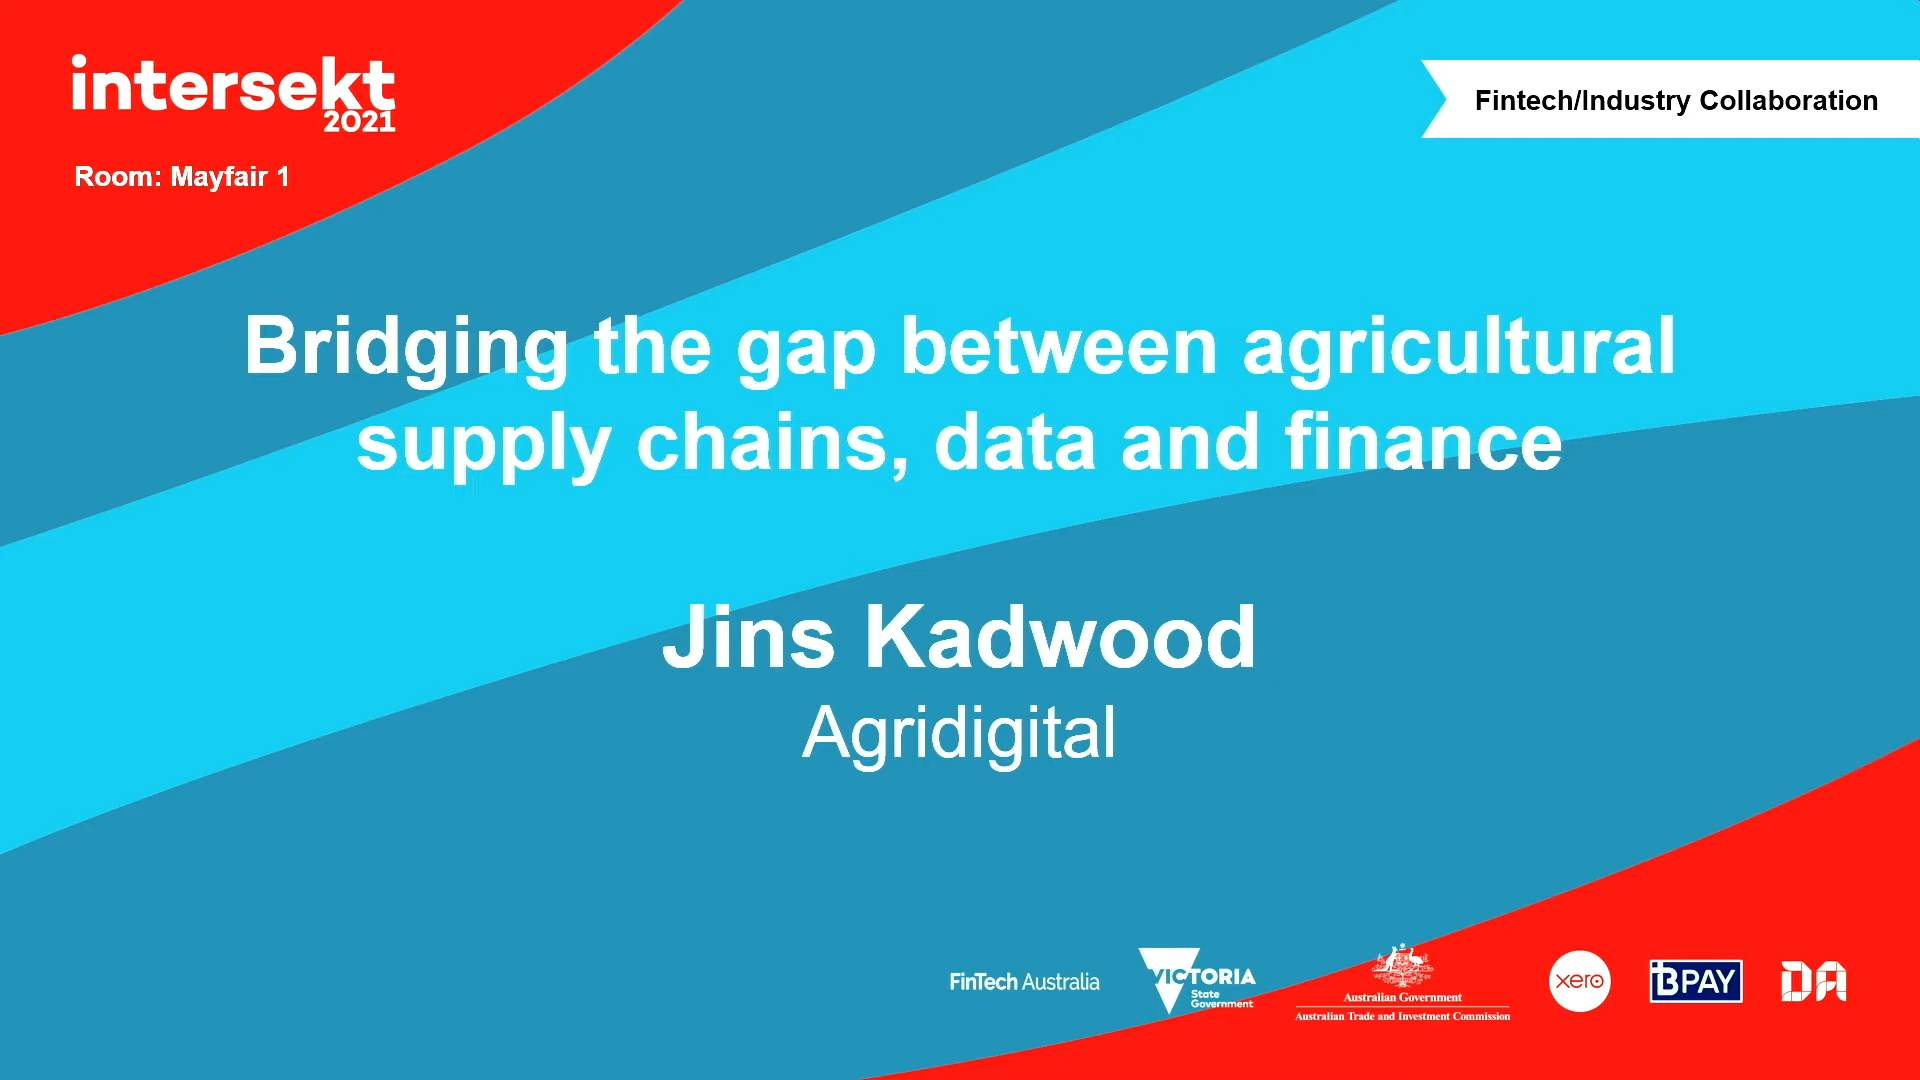 intersekt
2021
Room: Mayfair 1
Fintech/Industry Collaboration
Bridging the gap between agricultural
supply chains, data and finance
Jins Kadwood
Agridigital
FinTech Australia
VICTORIA
State
Government
Australian Government
Australian Trade and Investment Commission
xero
BPAY
DA